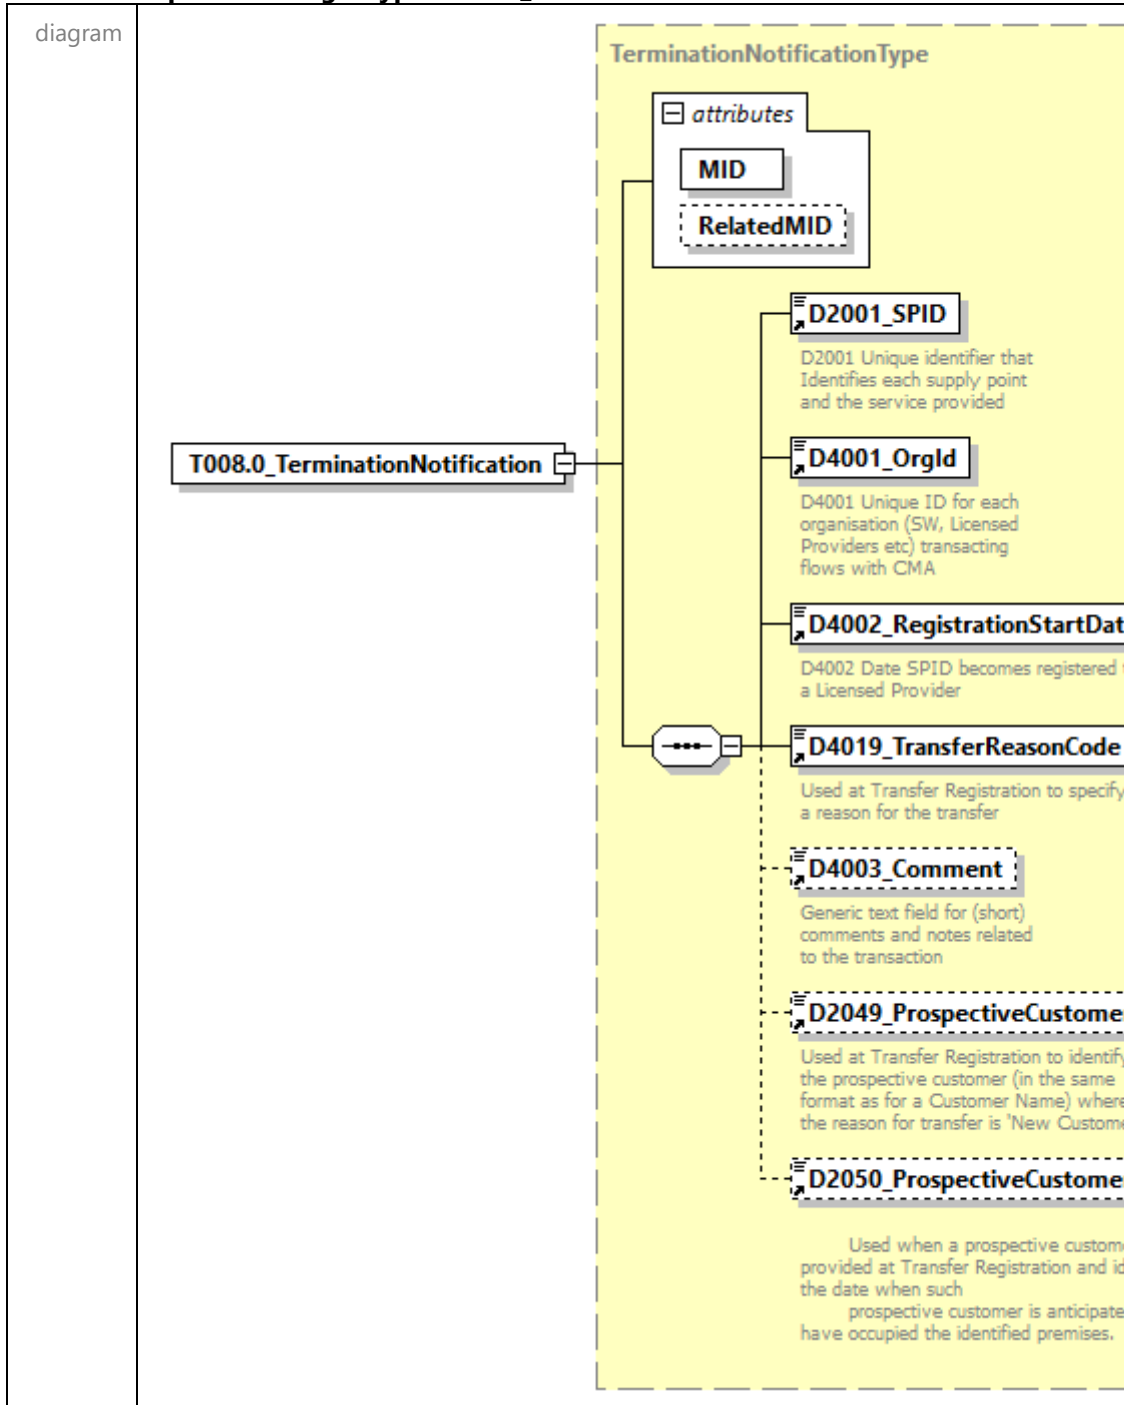 diagram
TerminationNotificationType
attributes
MID
RelatedMID
D2001_SPID
D2001 Unique identifier that
Identifies each supply point
and the service provided
T008.0_TerminationNotification
D4001_OrgId
D4001 Unique ID for each
organisation (SW, Licensed
Providers etc) transacting
flows with CMA
D4002_RegistrationStartDat
D4002 Date SPID becomes registered
a Licensed Provider
D4019_TransferReasonCode
Used at Transfer Registration to specify
a reason for the transfer
D4003_Comment
Generic text field for (short)
comments and notes related
to the transaction
D2049_ProspectiveCustome
Used at Transfer Registration to identify
the prospective customer (in the same
format as for a Customer Name) where
the reason for transfer is 'New Custome
D2050_ProspectiveCustome
Used when a prospective custome
provided at Transfer Registration and id
the date when such
prospective customer is anticipate
have occupied the identified premises.